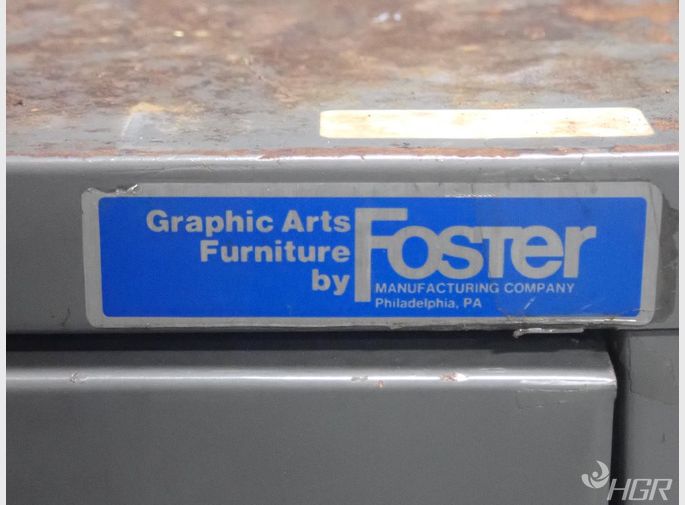 Graphic Arts
Furniture
by
FOSTer
MANUFACTURING COMPANY
Philadelphia, PA
HGR